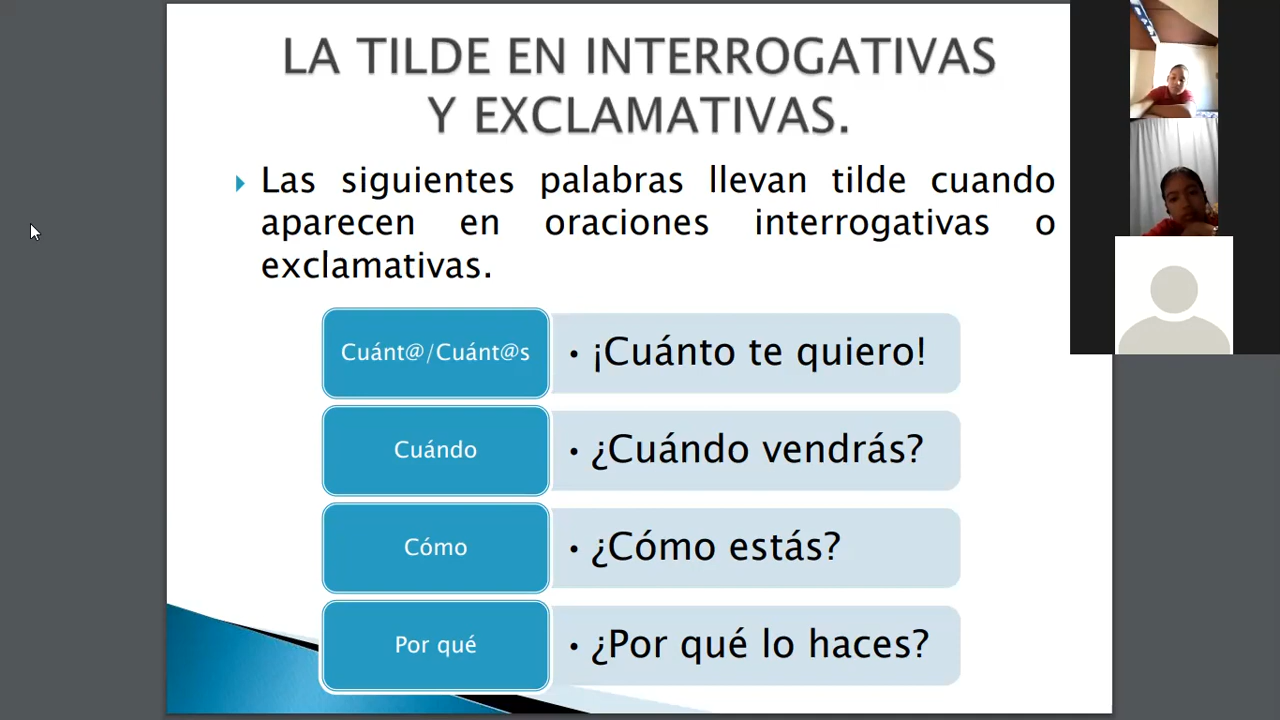 LA TILDE EN INTERROGATIVAS
Y EXCLAMATIVAS.
Las siguientes palabras llevan tilde cuando
aparecen en oraciones interrogativas o
exclamativas.
Cuánt@/Cuánt@s
• ¡Cuánto te quiero!
Cuándo
• ¿Cuándo vendrás?
Cómo
• ¿Cómo estás?
Por qué
• ¿Por qué lo haces?